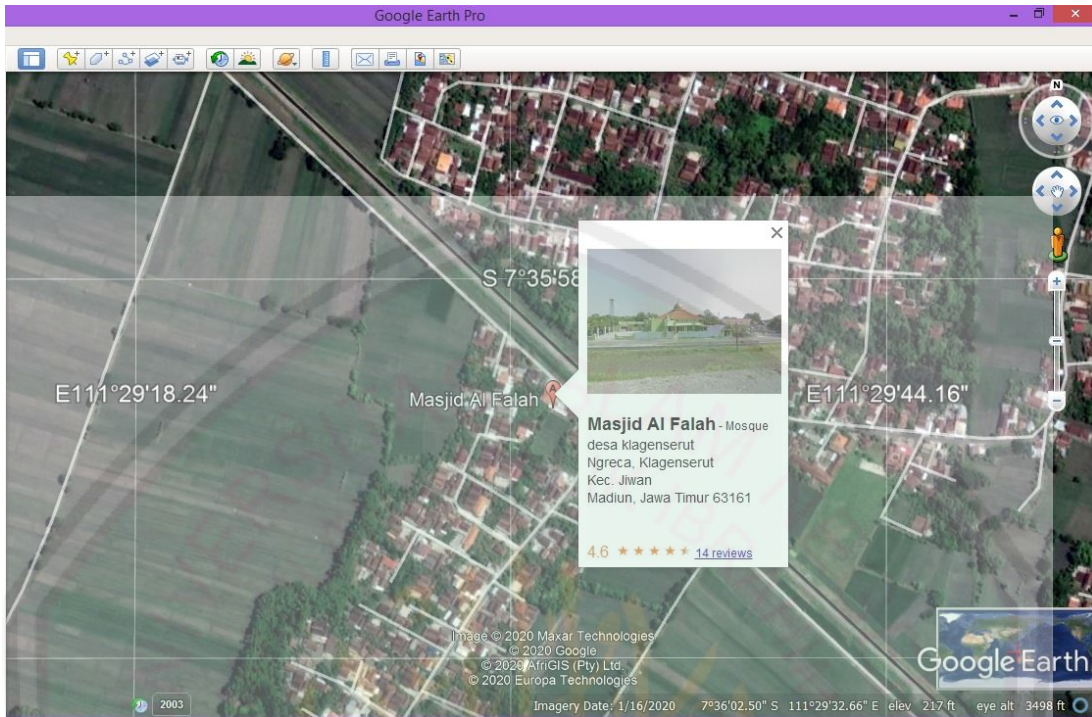 Google Earth Pro
N
S 7°35'58
E111°29'18.24"
E111°29'44.16"
Masjid Al Falah
A
Masjid Al Falah - Mosque
desa klagenserut
Ngreca, Klagenserut
Kec. Jiwan
Madiun, Jawa Timur 63161
4.6
14 reviews
Image © 2020 Maxar Technologies
© 2020 Google
© 2020 AfriGIS (Pty) Ltd.
© 2020 Europa Technologies
Google Earth
2003
Imagery Date: 1/16/2020 7°36'02.50" S 111°29'32.66" E elev 217 ft eye alt 3498 ft